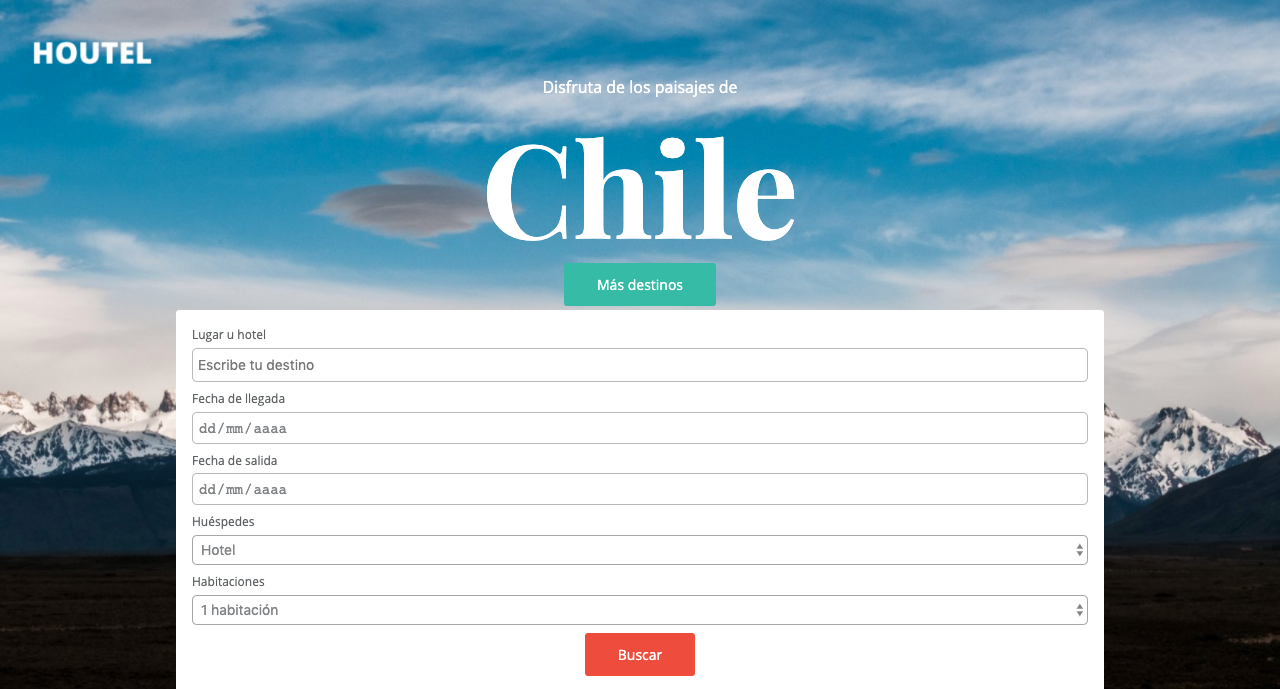 HOUTEL
Disfruta de los paisajes de
Chile
Más destinos
Lugar u hotel
Escribe tu destino
Fecha de llegada
dd/mm/aaaa
Fecha de salida
dd/mm/aaaa
Huéspedes
Hotel
Habitaciones
1 habitación
Buscar